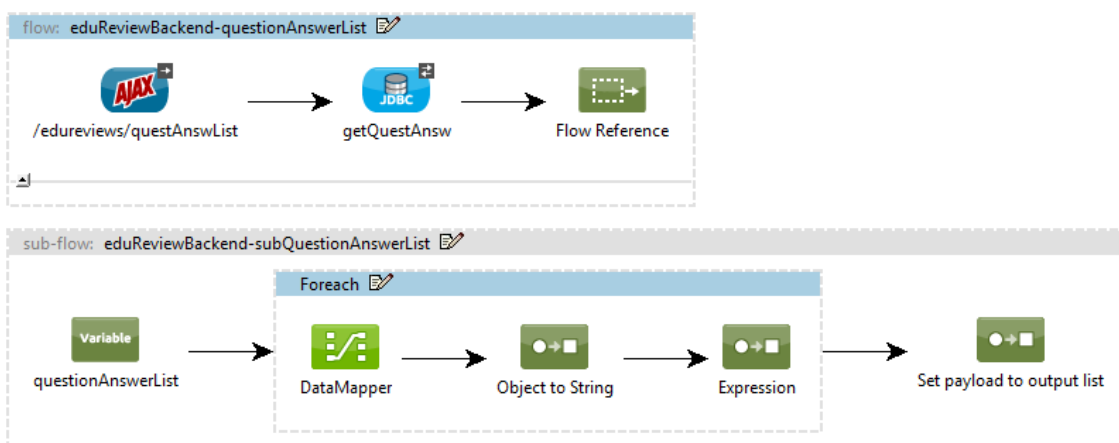 flow: eduReviewBackend-questionAnswerList
AJAX
JDBC
/edureviews/questAnswList
getQuestAnsw
Flow Reference
sub-flow: eduReviewBackend-subQuestionAnswerList
Foreach
Variable
questionAnswerList
DataMapper
Object to String
Expression
Set payload to output list